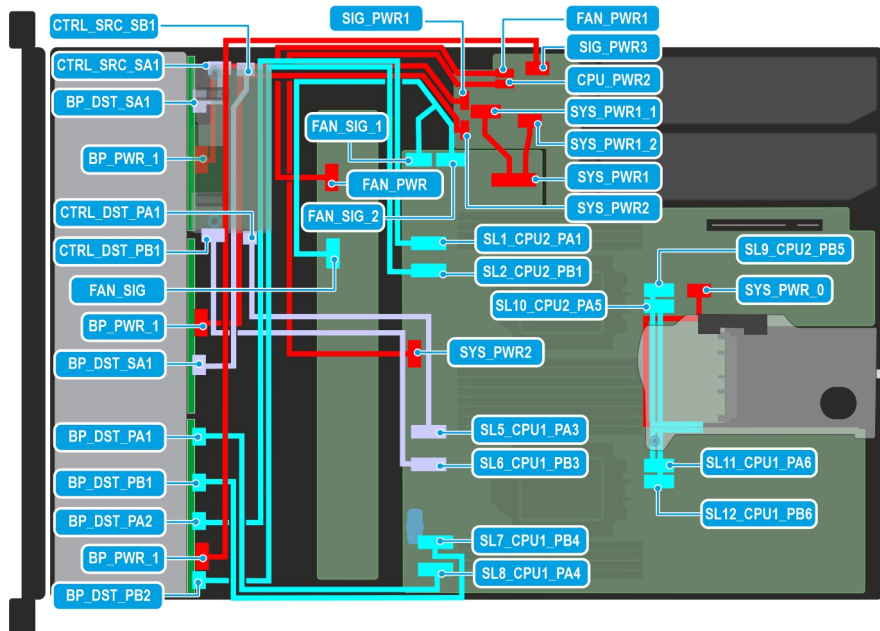 CTRL_SRC_SB1
SIG_PWR1
FAN_PWR1
SIG_PWR3
CTRL_SRC_SA1
CPU_PWR2
BP_DST_SA1
SYS_PWR1_1
FAN_SIG_1
SYS_PWR1_2
BP_PWR_1
FAN_PWR
SYS_PWR1
SYS_PWR2
CTRL_DST_PA1
FAN_SIG_2
SL1_CPU2_PA1
CTRL_DST_PB1
SL9_CPU2_PB5
SL2_CPU2_PB1
FAN_SIG
SYS_PWR_0
SL10_CPU2_PA5
BP_PWR_1
SYS_PWR2
BP_DST_SA1
SL5_CPU1_PA3
BP_DST_PA1
SL6_CPU1_PB3
SL11_CPU1_PA6
BP_DST_PB1
SL12_CPU1_PB6
BP_DST_PA2
SL7_CPU1_PB4
BP_PWR_1
SL8_CPU1_PA4
BP_DST_PB2